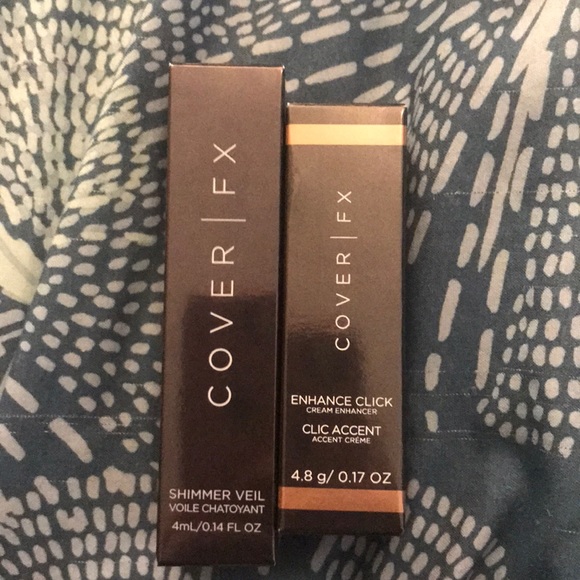 COVER | FX
SHIMMER VEIL
VOILE CHATOYANT
4mL/0.14 FL OZ
COVER | FX
ENHANCE CLICK
CREAM ENHANCER
CLIC ACCENT
ACCENT CRÈME
4.8 g/ 0.17 OZ